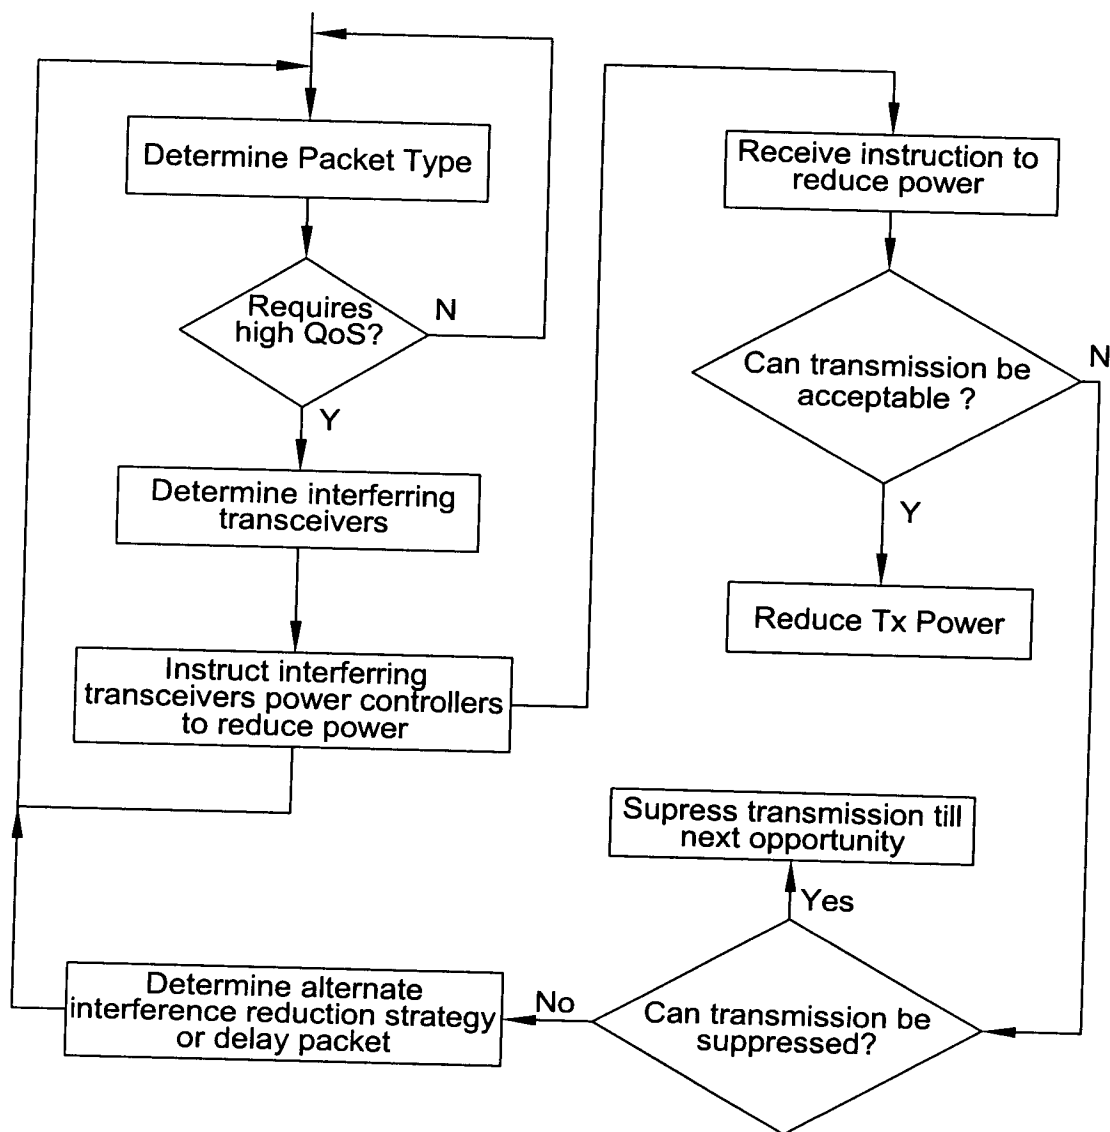 Determine Packet Type
Requires
high QoS?
N
Y
Determine interferring
transceivers
Instruct interferring
transceivers power controllers
to reduce power
Receive instruction to
reduce power
Can transmission be
acceptable ?
N
Y
Reduce Tx Power
Supress transmission till
next opportunity
Yes
Can transmission be
suppressed?
No
Determine alternate
interference reduction strategy
or delay packet